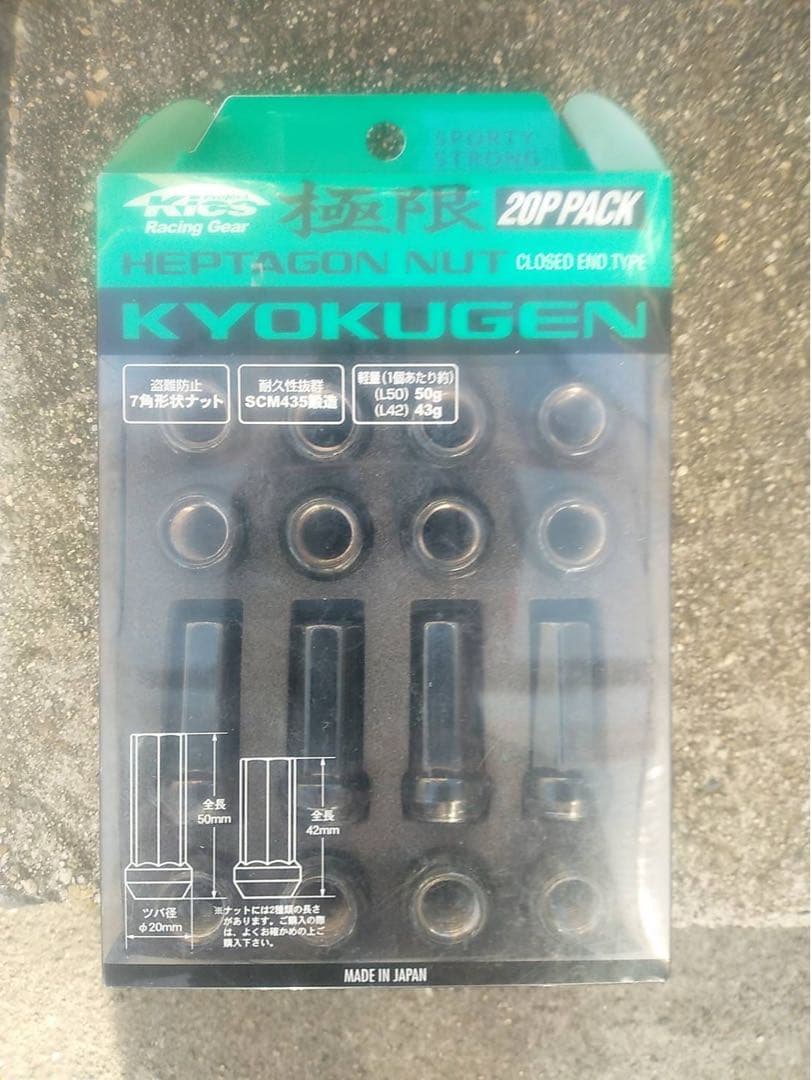 SPORTY
STRONG
Project
Kics
Racing Gear
極限
20P PACK
HEPTAGON NUT CLOSED END TYPE
KYOKUGEN
盗難防止
7角形状ナット
耐久性抜群
SCM435鍛造
軽量(1個あたり約)
(L50) 50g
(L42) 43g
全長
50mm
全長
42mm
ツバ径
φ20mm
※ナットには2種類の長さ
があります。ご購入の際
は、よくお確かめの上ご
購入下さい。
MADE IN JAPAN